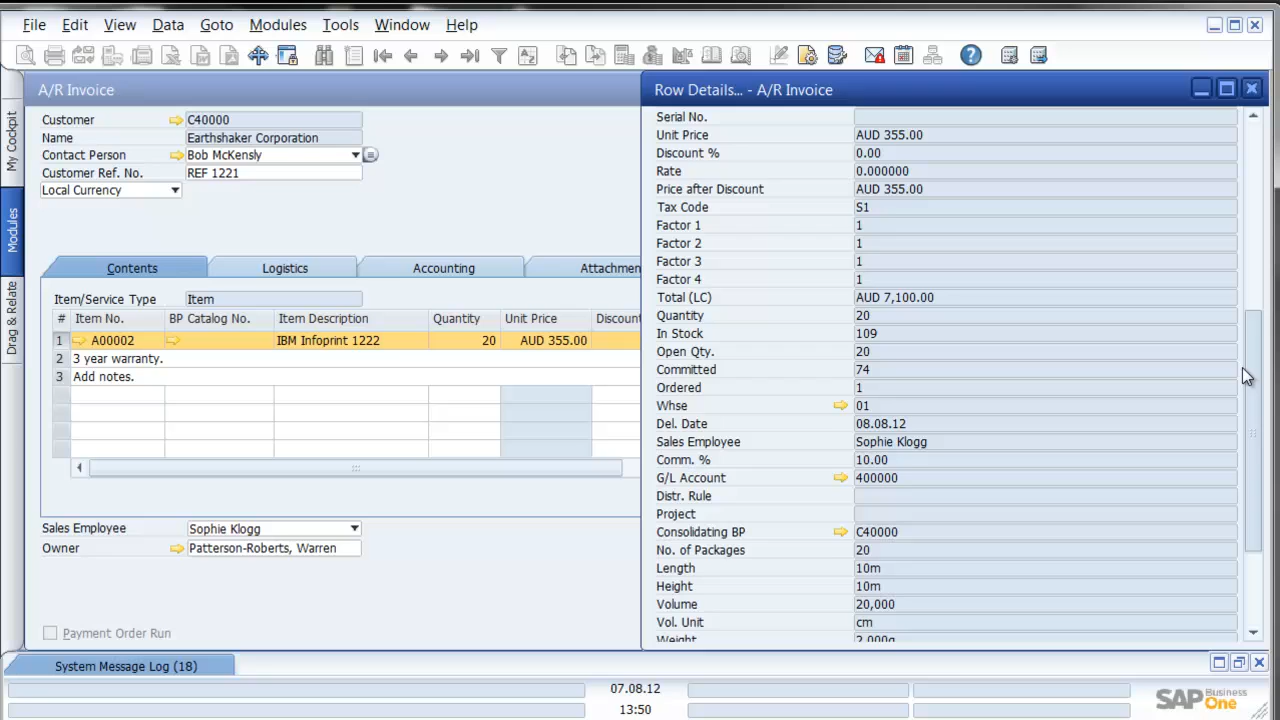 File Edit View Data Goto Modules Tools Window Help
My Cockpit
Modules
Drag & Relate
A/R Invoice
Customer C40000
Name Earthshaker Corporation
Contact Person Bob McKensly
Customer Ref. No. REF 1221
Local Currency
Contents Logistics Accounting Attachmen
Item/Service Type Item
# Item No. BP Catalog No. Item Description Quantity Unit Price Discount
1 A00002 IBM Infoprint 1222 20 AUD 355.00
2 3 year warranty.
3 Add notes.
Sales Employee Sophie Klogg
Owner Patterson-Roberts, Warren
Payment Order Run
Row Details... - A/R Invoice
Serial No.
Unit Price AUD 355.00
Discount % 0.00
Rate 0.000000
Price after Discount AUD 355.00
Tax Code S1
Factor 1 1
Factor 2 1
Factor 3 1
Factor 4 1
Total (LC) AUD 7,100.00
Quantity 20
In Stock 109
Open Qty. 20
Committed 74
Ordered 1
Whse 01
Del. Date 08.08.12
Sales Employee Sophie Klogg
Comm. % 10.00
G/L Account 400000
Distr. Rule
Project
Consolidating BP C40000
No. of Packages 20
Length 10m
Height 10m
Volume 20,000
Vol. Unit cm
Weight 2,000g
System Message Log (18)
07.08.12
13:50
SAP Business One